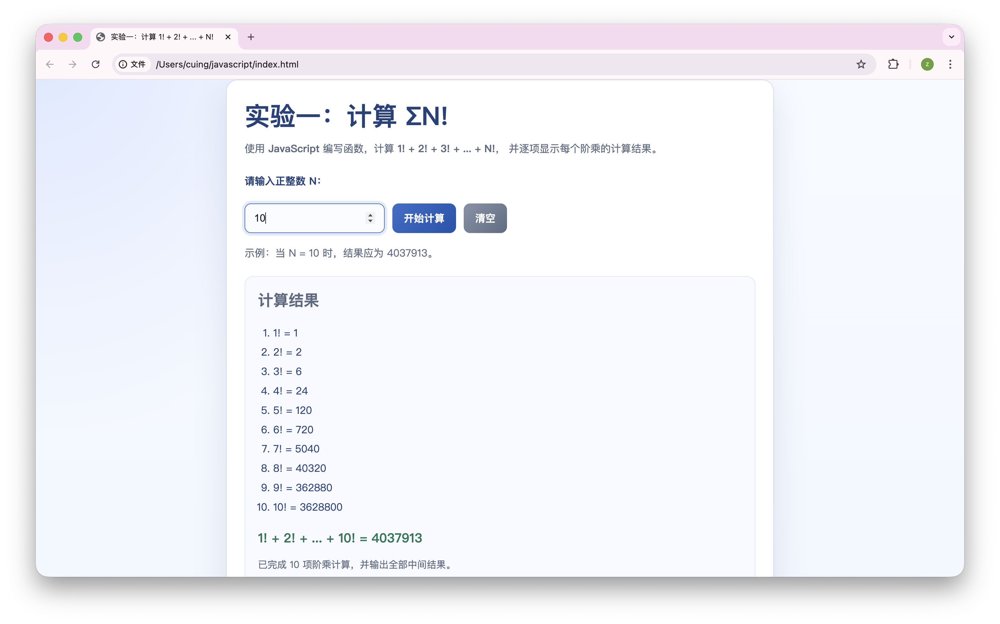 实验一：计算 1! + 2! + ... + N!
文件 /Users/cuing/javascript/index.html
z
实验一：计算 ΣN!
使用 JavaScript 编写函数，计算 1! + 2! + 3! + ... + N!， 并逐项显示每个阶乘的计算结果。
请输入正整数 N：
10 开始计算 清空
示例：当 N = 10 时，结果应为 4037913。
计算结果
1. 1! = 1
2. 2! = 2
3. 3! = 6
4. 4! = 24
5. 5! = 120
6. 6! = 720
7. 7! = 5040
8. 8! = 40320
9. 9! = 362880
10. 10! = 3628800
1! + 2! + ... + 10! = 4037913
已完成 10 项阶乘计算，并输出全部中间结果。